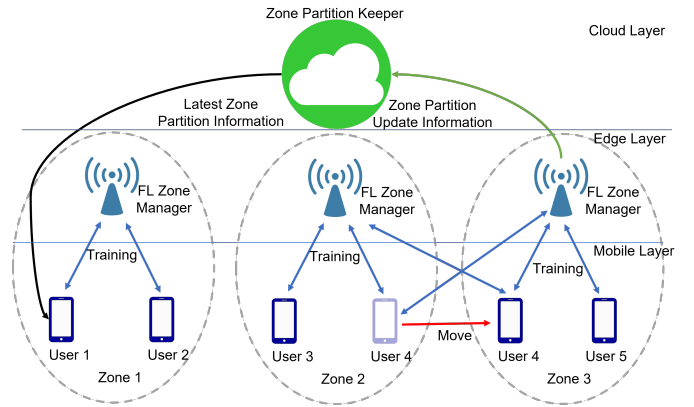 Zone Partition Keeper
Cloud Layer
Latest Zone
Partition Information
Zone Partition
Update Information
Edge Layer
FL Zone
Manager
FL Zone
Manager
FL Zone
Manager
Mobile Layer
Training
Training
Training
Move
User 1
User 2
User 3
User 4
User 4
User 5
Zone 1
Zone 2
Zone 3